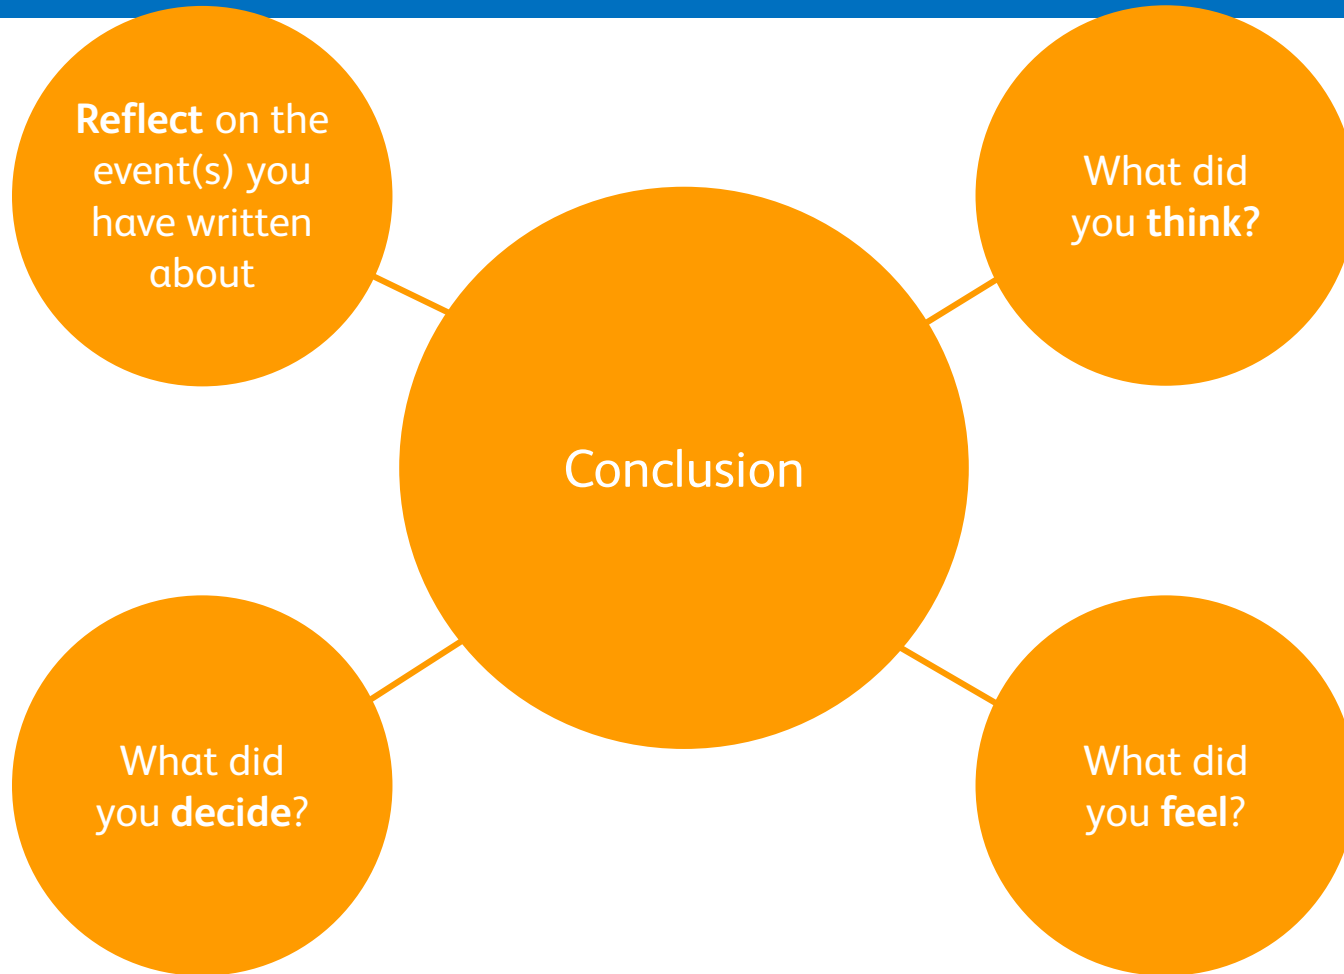 Reflect on the
event(s) you
have written
about
What did
you think?
Conclusion
What did
you decide?
What did
you feel?